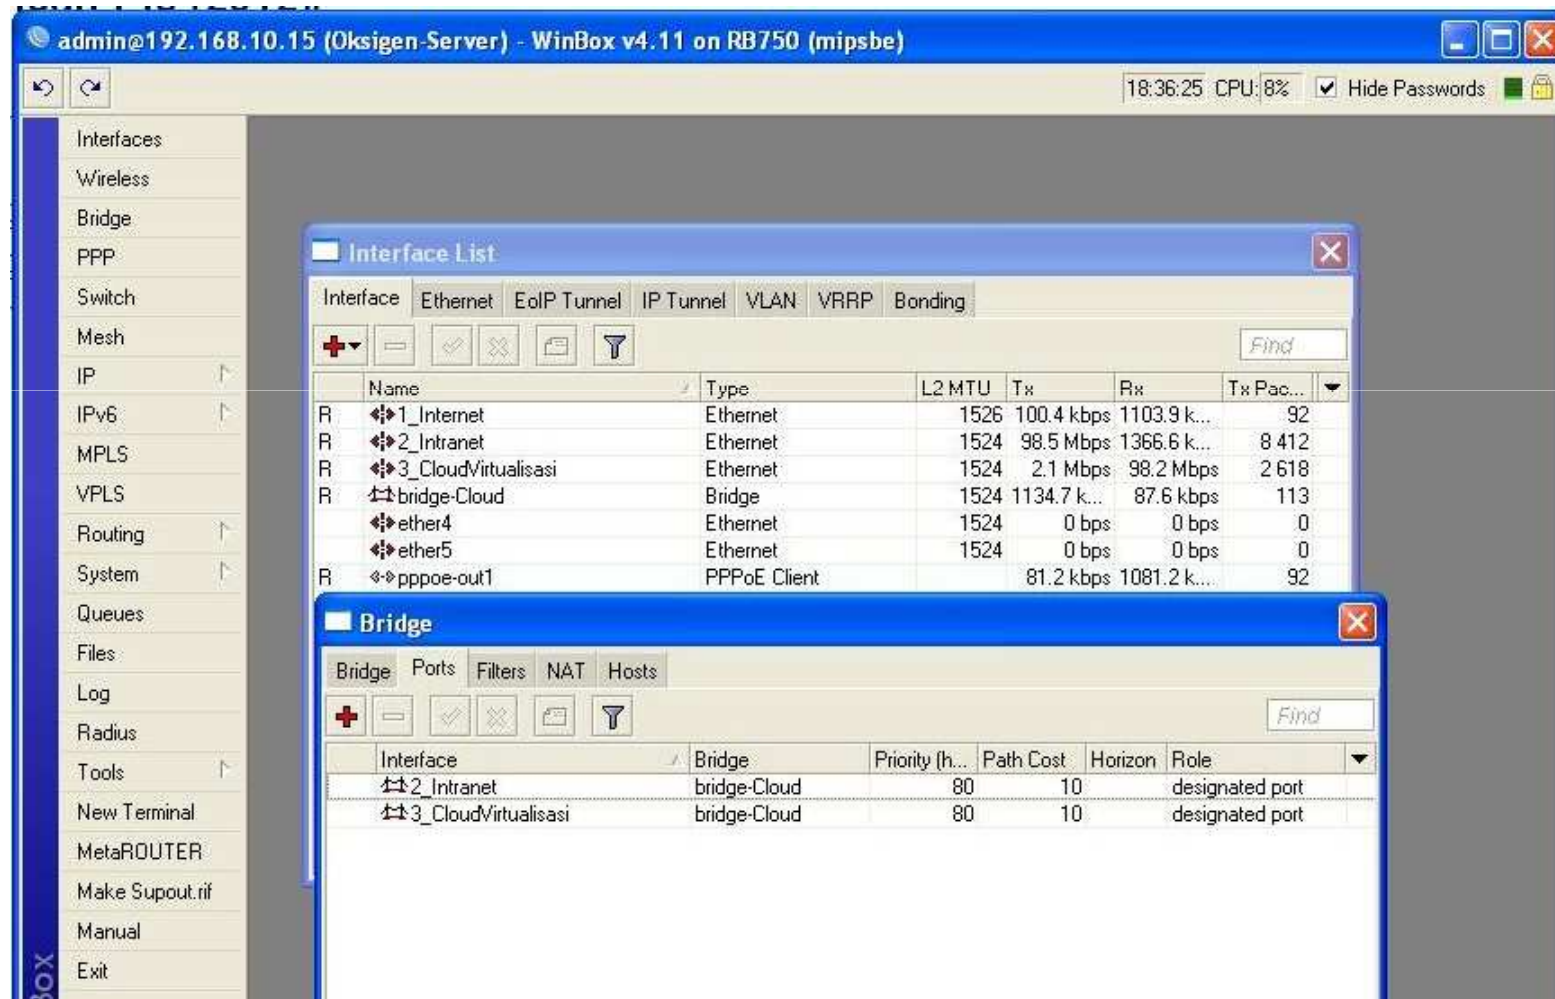 admin@192.168.10.15 (Oksigen-Server) - WinBox v4.11 on RB750 (mipsbe)
18:36:25 CPU: 8% Hide Passwords
Interfaces
Wireless
Bridge
PPP
Switch
Mesh
IP
IPv6
MPLS
VPLS
Routing
System
Queues
Files
Log
Radius
Tools
New Terminal
MetaROUTER
Make Supout.rif
Manual
Exit
Interface List
Interface Ethernet EoIP Tunnel IP Tunnel VLAN VRRP Bonding
Find
Name Type L2 MTU Tx Rx Tx Pac...
R 1_Internet Ethernet 1526 100.4 kbps 1103.9 k... 92
R 2_Intranet Ethernet 1524 98.5 Mbps 1366.6 k... 8 412
R 3_CloudVirtualisasi Ethernet 1524 2.1 Mbps 98.2 Mbps 2 618
R bridge-Cloud Bridge 1524 1134.7 k... 87.6 kbps 113
ether4 Ethernet 1524 0 bps 0 bps 0
ether5 Ethernet 1524 0 bps 0 bps 0
R pppoe-out1 PPPoE Client 81.2 kbps 1081.2 k... 92
Bridge
Bridge Ports Filters NAT Hosts
Find
Interface Bridge Priority (h... Path Cost Horizon Role
2_Intranet bridge-Cloud 80 10 designated port
3_CloudVirtualisasi bridge-Cloud 80 10 designated port